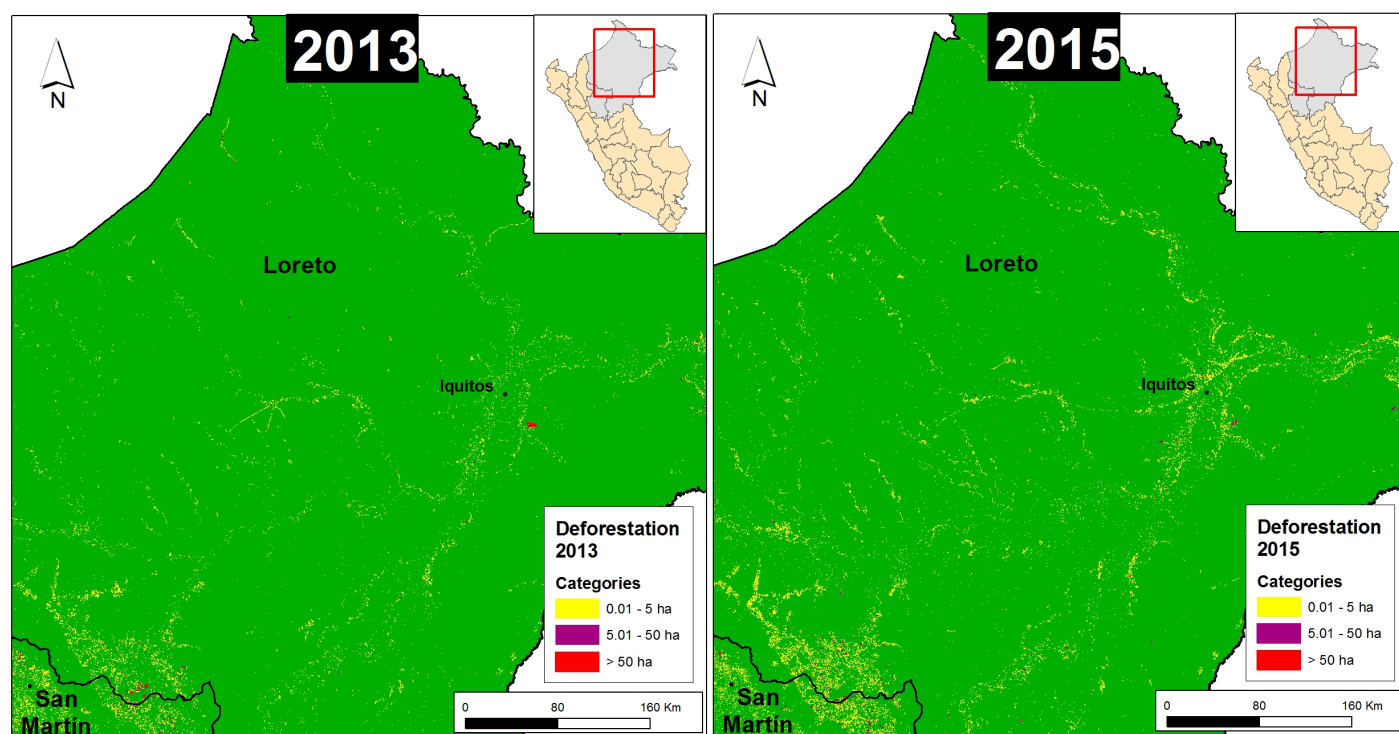 2013
N
Loreto
Iquitos
San
Martín
Deforestation
2013
Categories
0.01 - 5 ha
5.01 - 50 ha
> 50 ha
0 80 160 Km
2015
N
Loreto
Iquitos
San
Martín
Deforestation
2015
Categories
0.01 - 5 ha
5.01 - 50 ha
> 50 ha
0 80 160 Km